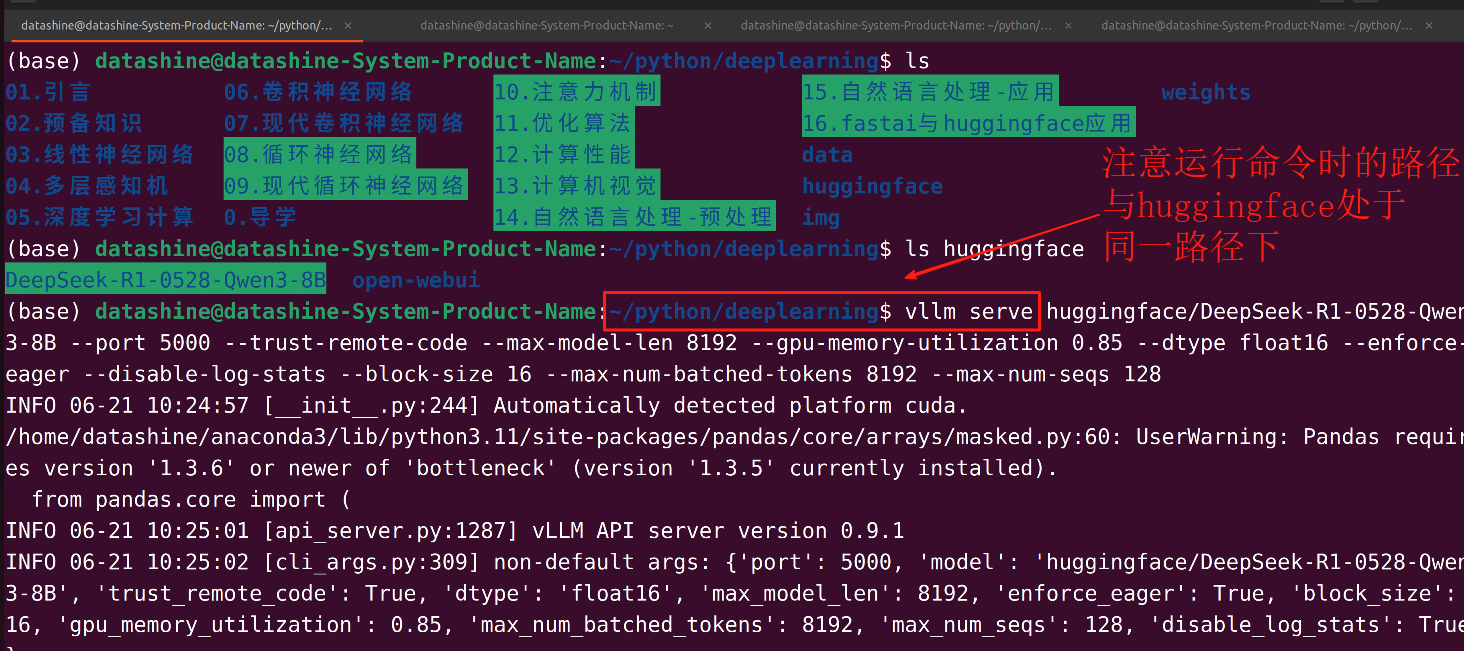 datashine@datashine-System-Product-Name: ~/python/... × datashine@datashine-System-Product-Name: ~ × datashine@datashine-System-Product-Name: ~/python/... × datashine@datashine-System-Product-Name: ~/python/... ×
(base) datashine@datashine-System-Product-Name:~/python/deeplearning$ ls
01.引言 06.卷积神经网络 10.注意力机制 15.自然语言处理-应用 weights
02.预备知识 07.现代卷积神经网络 11.优化算法 16.fastai与huggingface应用
03.线性神经网络 08.循环神经网络 12.计算性能 data
04.多层感知机 09.现代循环神经网络 13.计算机视觉 huggingface
05.深度学习计算 0.导学 14.自然语言处理-预处理 img
注意运行命令时的路径
与huggingface处于
同一路径下
(base) datashine@datashine-System-Product-Name:~/python/deeplearning$ ls huggingface
DeepSeek-R1-0528-Qwen3-8B open-webui
(base) datashine@datashine-System-Product-Name:~/python/deeplearning$ vllm serve huggingface/DeepSeek-R1-0528-Qwen
3-8B --port 5000 --trust-remote-code --max-model-len 8192 --gpu-memory-utilization 0.85 --dtype float16 --enforce-
eager --disable-log-stats --block-size 16 --max-num-batched-tokens 8192 --max-num-seqs 128
INFO 06-21 10:24:57 [__init__.py:244] Automatically detected platform cuda.
/home/datashine/anaconda3/lib/python3.11/site-packages/pandas/core/arrays/masked.py:60: UserWarning: Pandas requir
es version '1.3.6' or newer of 'bottleneck' (version '1.3.5' currently installed).
from pandas.core import (
INFO 06-21 10:25:01 [api_server.py:1287] vLLM API server version 0.9.1
INFO 06-21 10:25:02 [cli_args.py:309] non-default args: {'port': 5000, 'model': 'huggingface/DeepSeek-R1-0528-Qwen
3-8B', 'trust_remote_code': True, 'dtype': 'float16', 'max_model_len': 8192, 'enforce_eager': True, 'block_size':
16, 'gpu_memory_utilization': 0.85, 'max_num_batched_tokens': 8192, 'max_num_seqs': 128, 'disable_log_stats': True